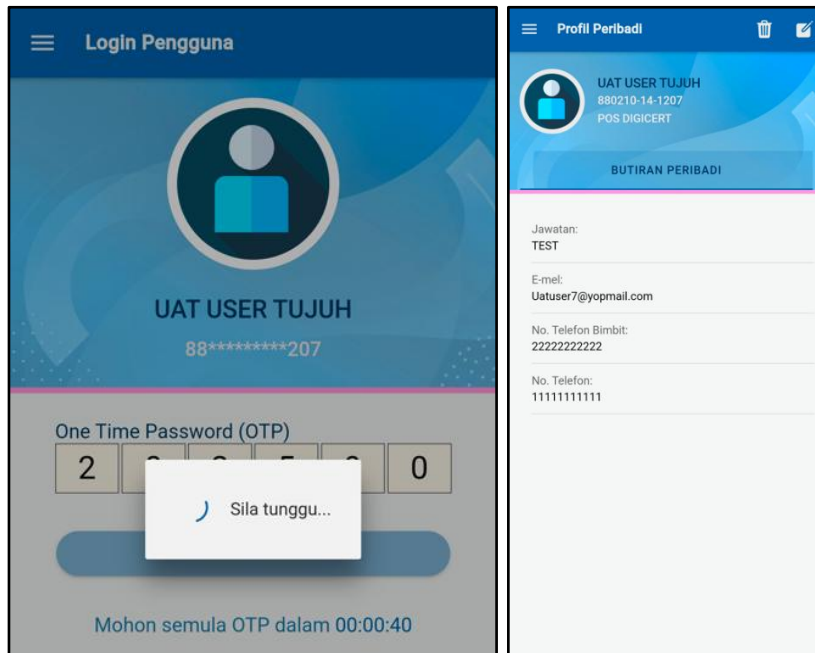 Login Pengguna
UAT USER TUJUH
88*********207
One Time Password (OTP)
2 0
Sila tunggu...
Mohon semula OTP dalam 00:00:40
Profil Peribadi
UAT USER TUJUH
880210-14-1207
POS DIGICERT
BUTIRAN PERIBADI
Jawatan:
TEST
E-mel:
Uatuser7@yopmail.com
No. Telefon Bimbit:
22222222222
No. Telefon:
11111111111